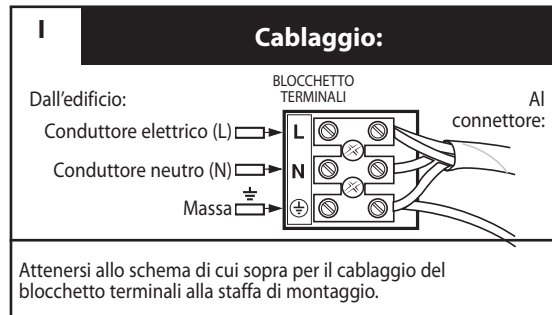 I
Cablaggio:
BLOCCHETTO
TERMINALI
Dall'edificio:
Al
connettore:
Conduttore elettrico (L)
L
Conduttore neutro (N)
N
Massa
Attenersi allo schema di cui sopra per il cablaggio del
blocchetto terminali alla staffa di montaggio.